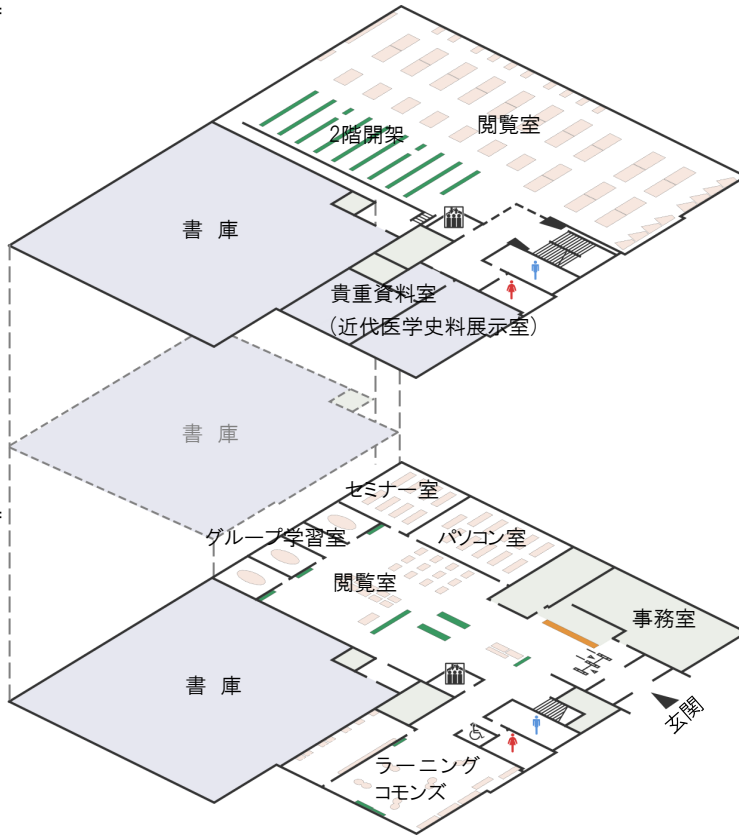 閲覧室
2階開架
書 庫
貴重資料室
(近代医学史料展示室)
書 庫
セミナー室
グループ学習室
パソコン室
閲覧室
事務室
書 庫
玄関
ラーニング
コモンズ